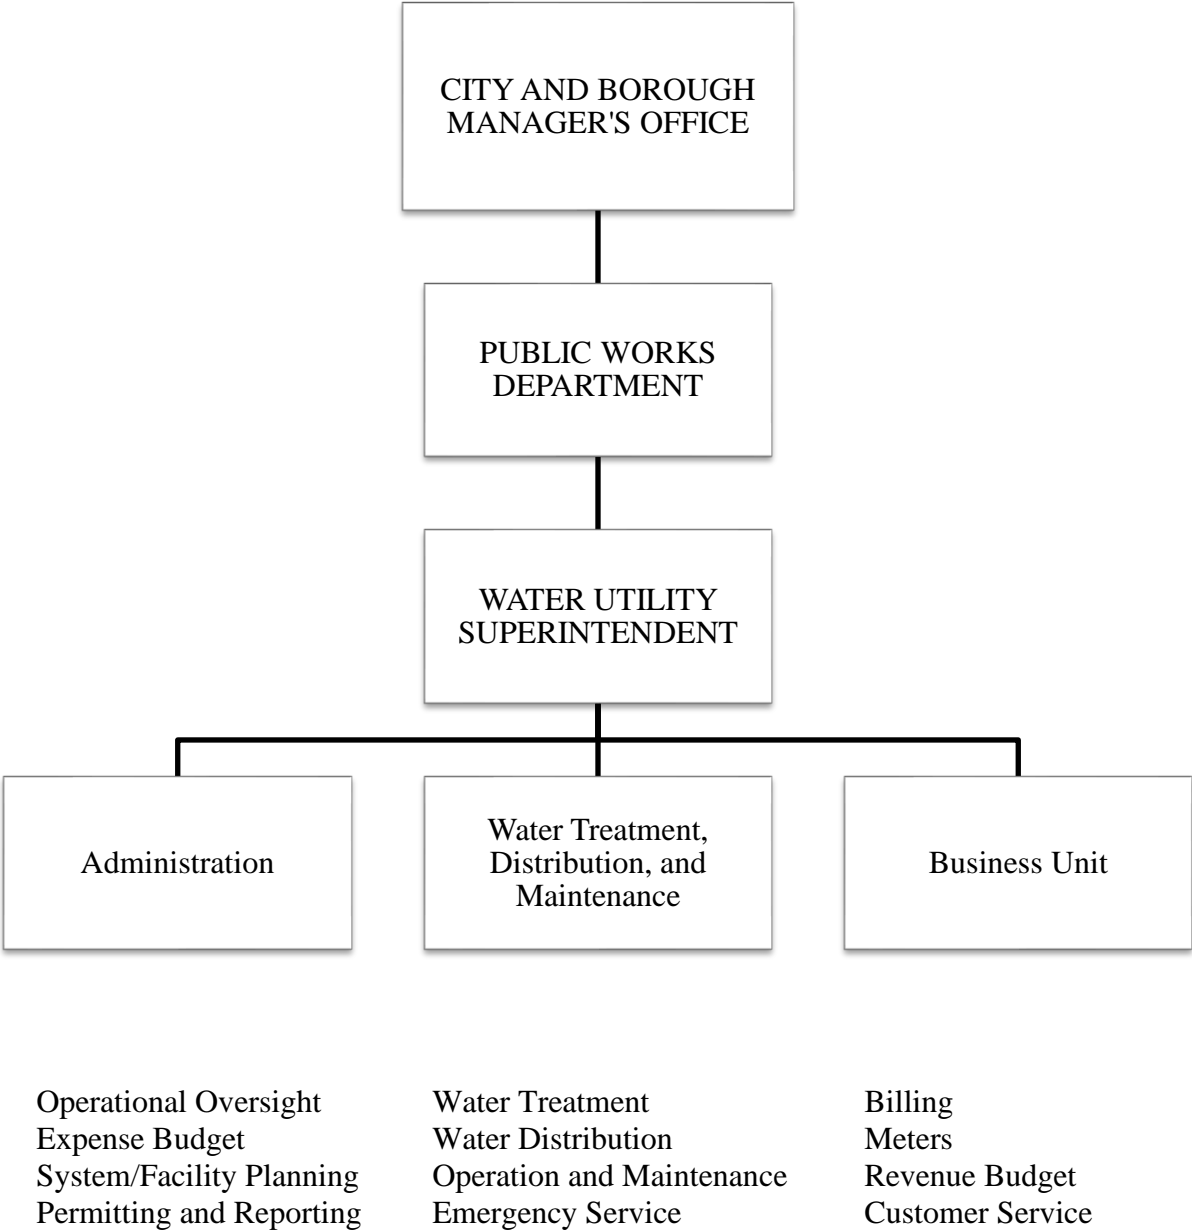 CITY AND BOROUGH
MANAGER'S OFFICE
PUBLIC WORKS
DEPARTMENT
WATER UTILITY
SUPERINTENDENT
Administration
Water Treatment,
Distribution, and
Maintenance
Business Unit
Operational Oversight
Expense Budget
System/Facility Planning
Permitting and Reporting
Water Treatment
Water Distribution
Operation and Maintenance
Emergency Service
Billing
Meters
Revenue Budget
Customer Service